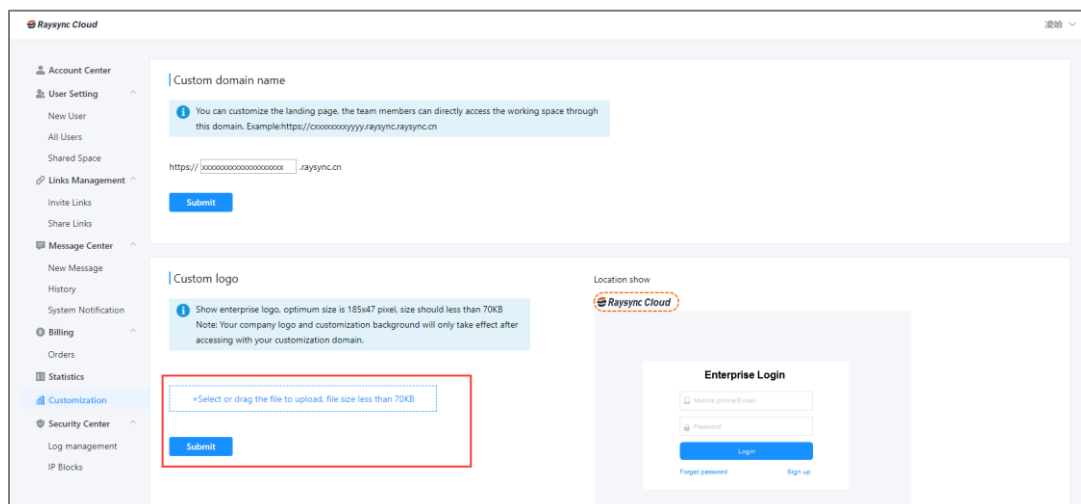 Raysync Cloud
凌晗
Account Center
User Setting
New User
All Users
Shared Space
Links Management
Invite Links
Share Links
Message Center
New Message
History
System Notification
Billing
Orders
Statistics
Customization
Security Center
Log management
IP Blocks
Custom domain name
You can customize the landing page, the team members can directly access the working space through
this domain. Example:https://cxxxxxxxxyyyy.raysync.raysync.cn
https:// xxxxxxxxxxxxxxxxxxx .raysync.cn
Submit
Custom logo
Show enterprise logo, optimum size is 185x47 pixel, size should less than 70KB
Note: Your company logo and customization background will only take effect after
accessing with your customization domain.
+Select or drag the file to upload, file size less than 70KB
Submit
Location show
Raysync Cloud
Enterprise Login
Mobile phone/Email
Password
Login
Forget password Sign up